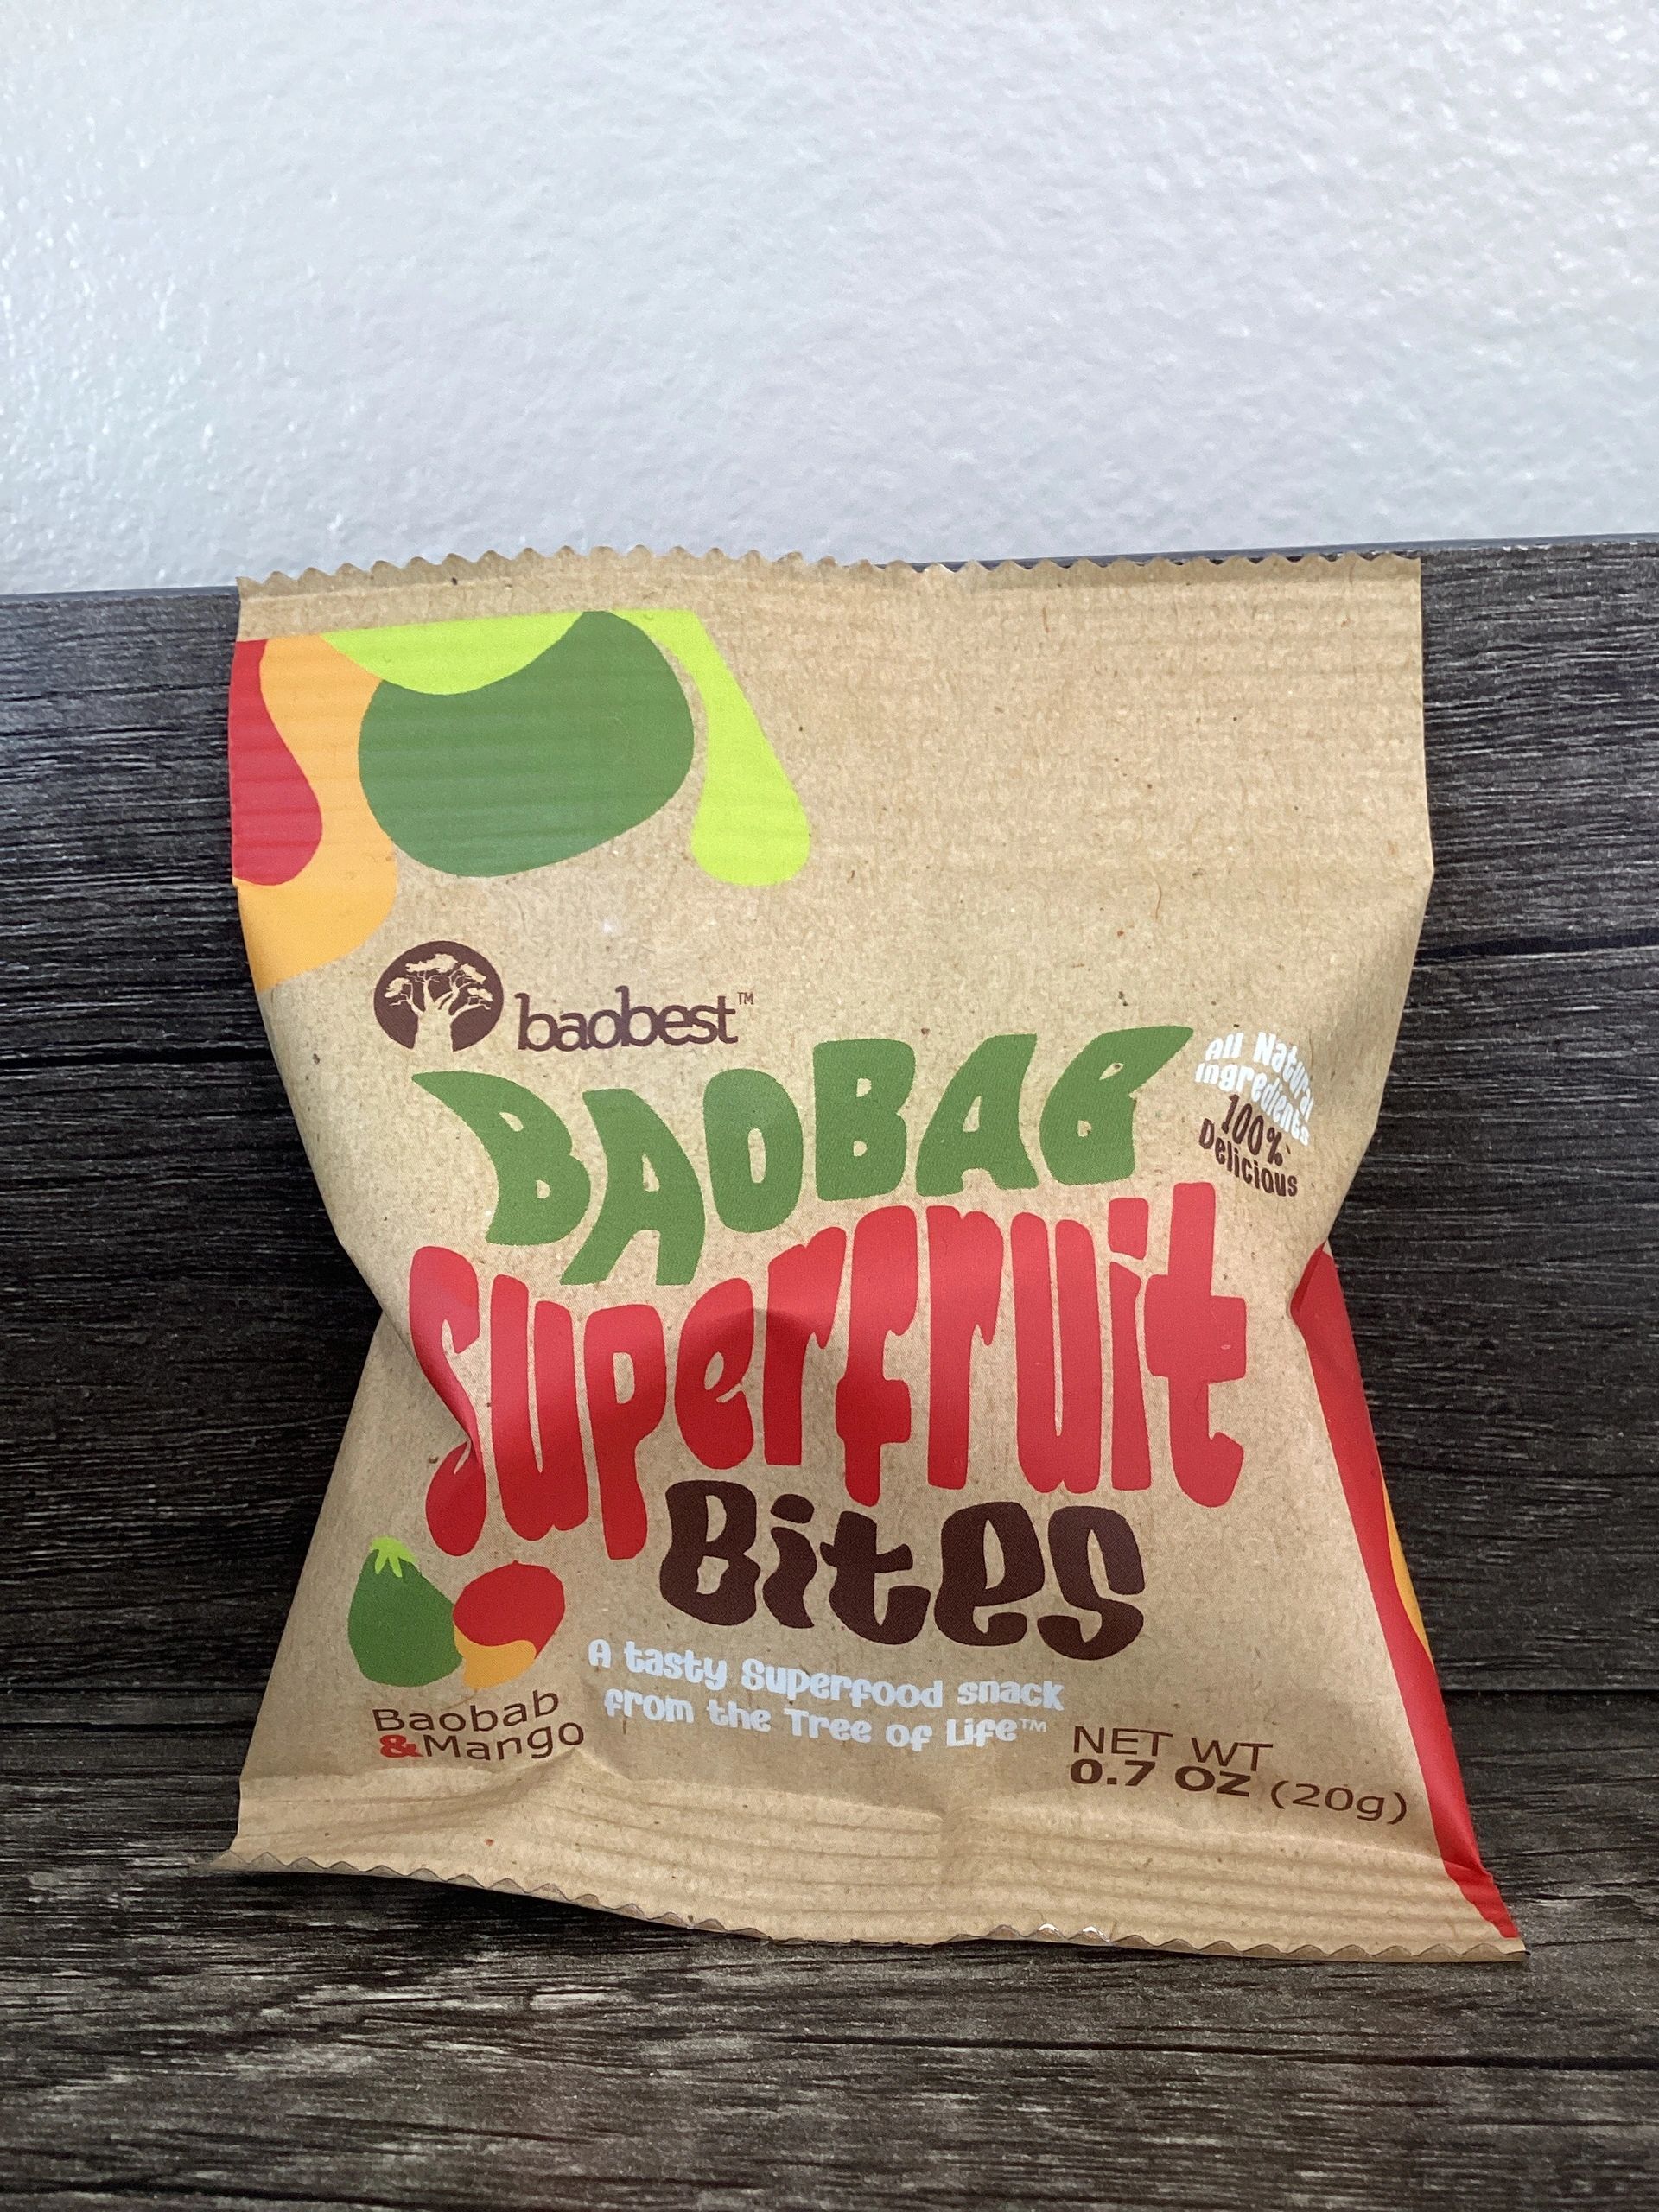 baobest™
BAOBAB
All Natural
Ingredients
100%
Delicious
Superfruit
Bites
A tasty Superfood snack
from the Tree of Life™
Baobab
&Mango
NET WT
0.7 OZ (20g)